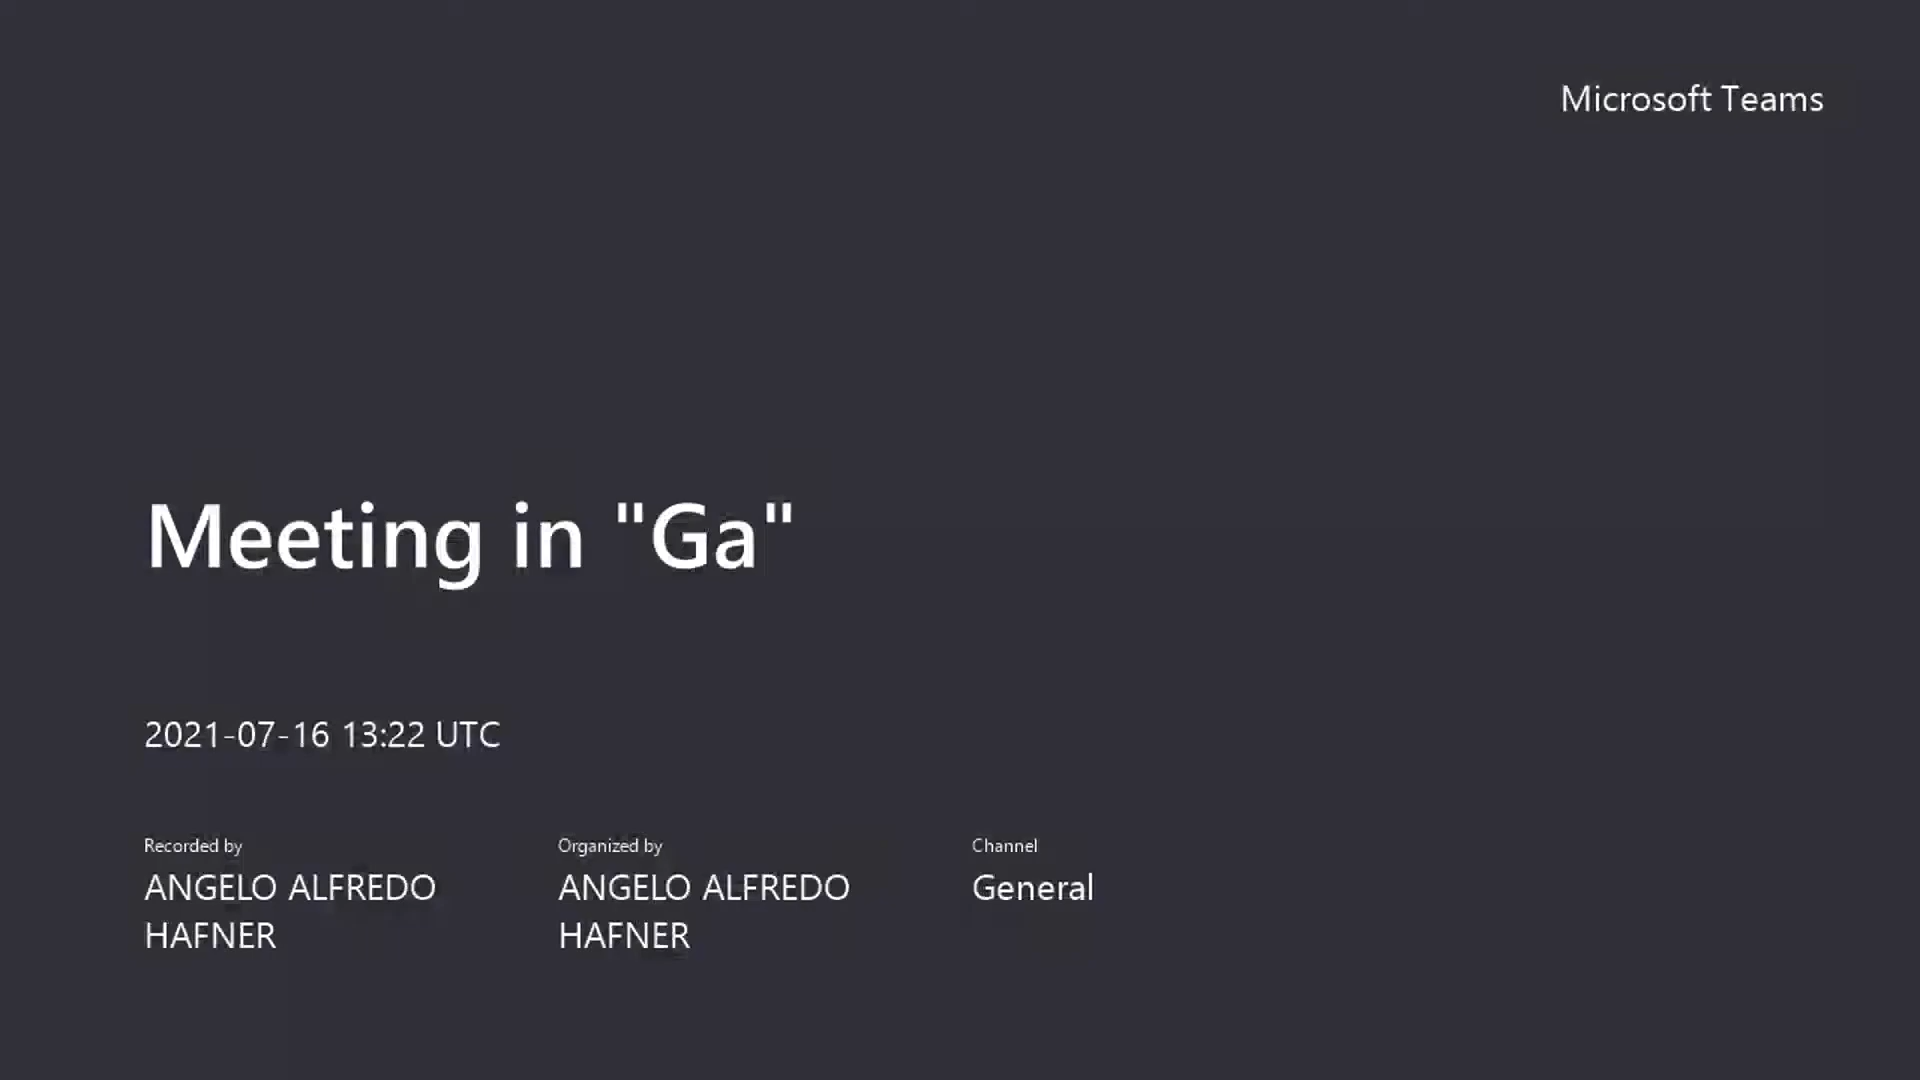 Microsoft Teams
Meeting in "Ga"
2021-07-16 13:22 UTC
Recorded by
ANGELO ALFREDO
HAFNER
Organized by
ANGELO ALFREDO
HAFNER
Channel
General